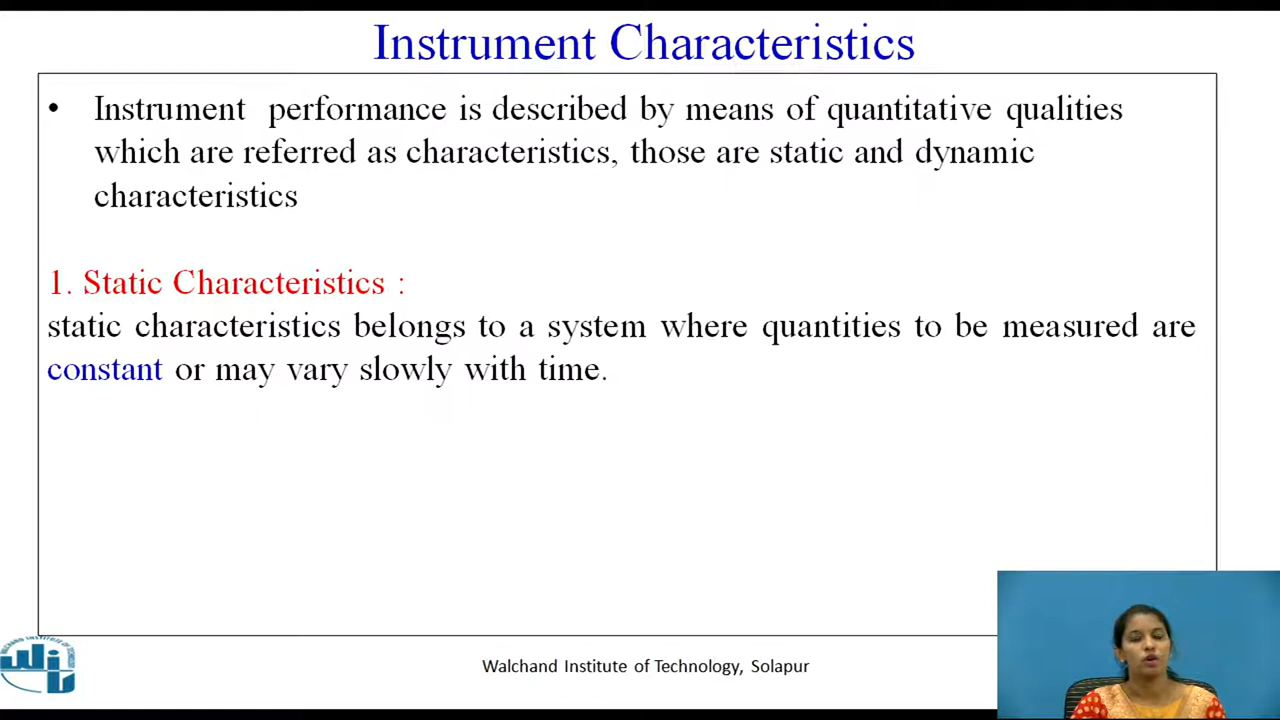 Instrument Characteristics
• Instrument performance is described by means of quantitative qualities
which are referred as characteristics, those are static and dynamic
characteristics
1. Static Characteristics :
static characteristics belongs to a system where quantities to be measured are
constant or may vary slowly with time.
Walchand Institute of Technology, Solapur